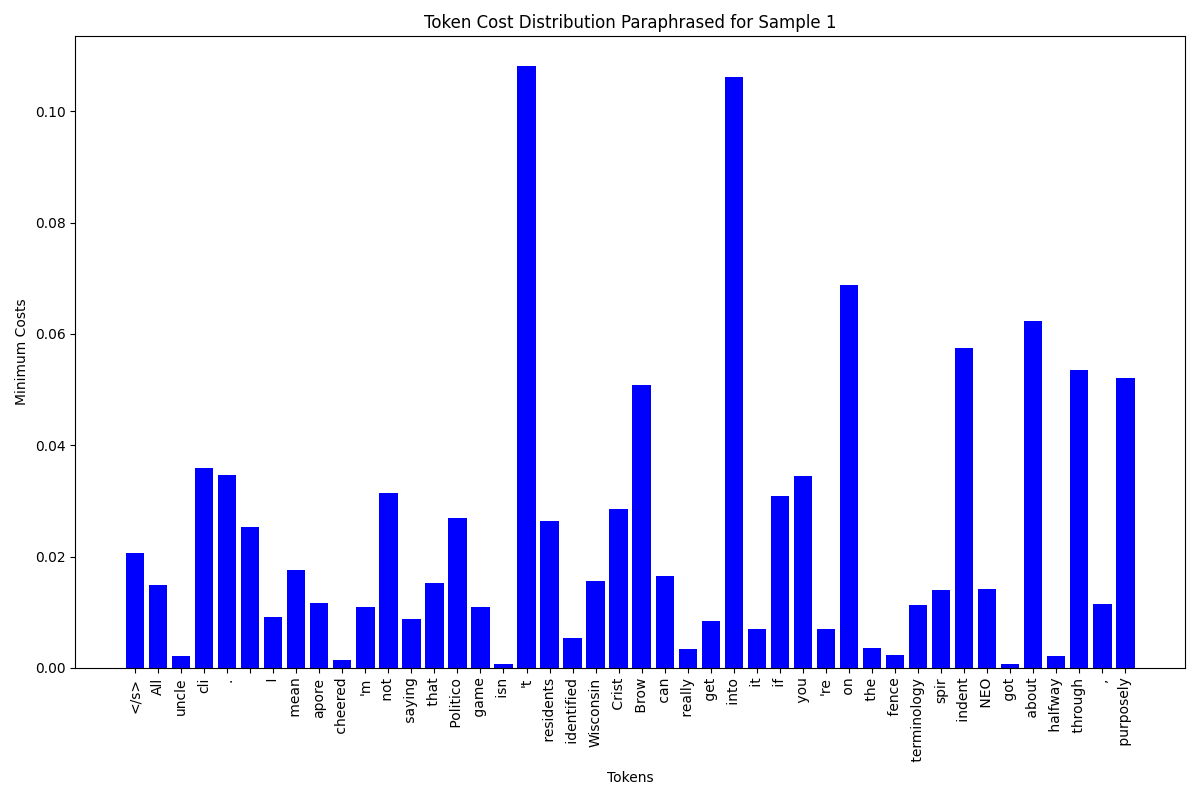 Token Cost Distribution Paraphrased for Sample 1
Minimum Costs
0.10
0.08
0.06
0.04
0.02
0.00
</s>
All
uncle
cli
.
I
mean
apore
cheered
'm
not
saying
that
Politico
game
isn
't
residents
identified
Wisconsin
Crist
Brow
can
really
get
into
it
if
you
're
on
the
fence
terminology
spir
indent
NEO
got
about
halfway
through
,
purposely
Tokens